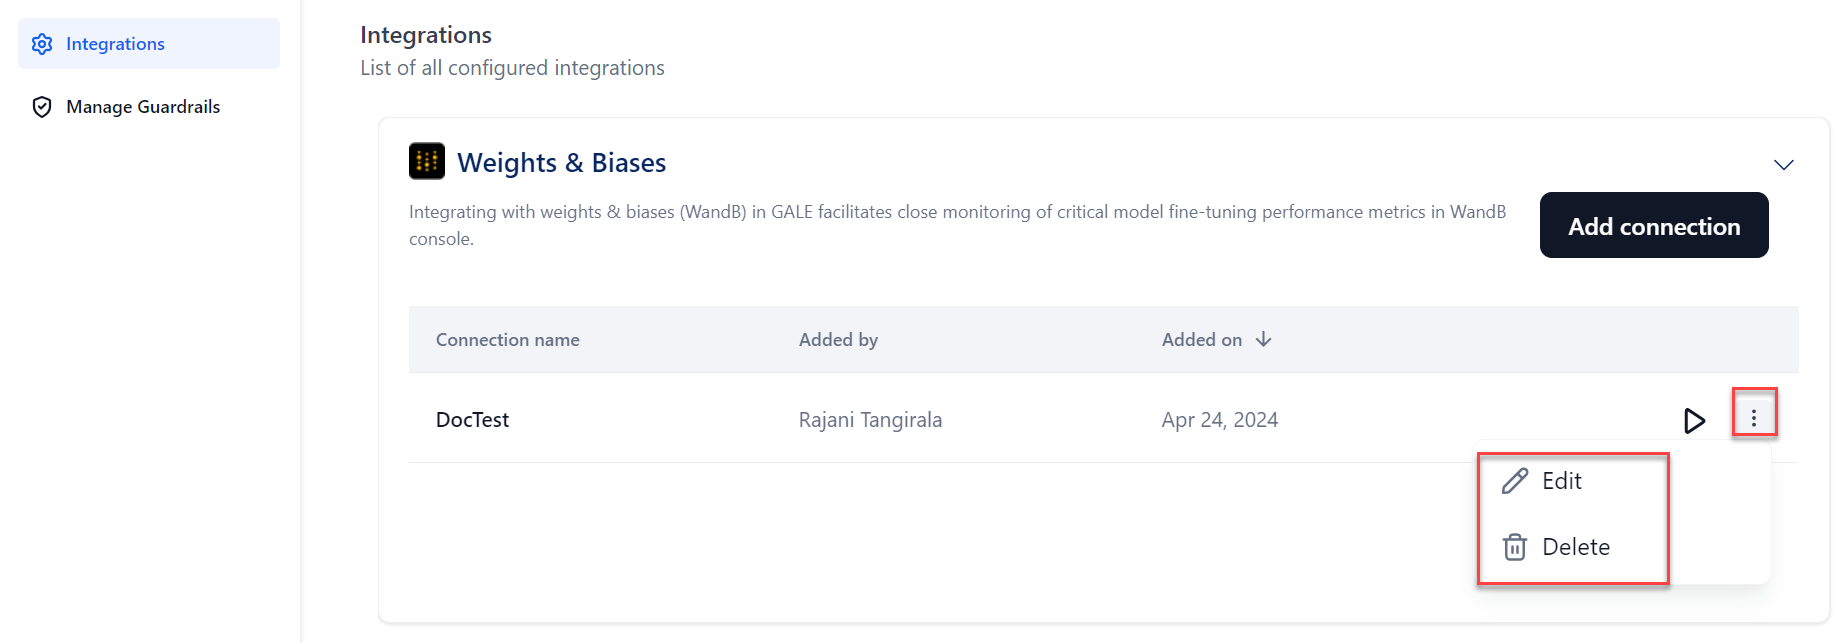 Integrations
Manage Guardrails
Integrations
List of all configured integrations
Weights & Biases
Integrating with weights & biases (WandB) in GALE facilitates close monitoring of critical model fine-tuning performance metrics in WandB
console.
Add connection
Connection name Added by Added on
DocTest Rajani Tangirala Apr 24, 2024
Edit
Delete